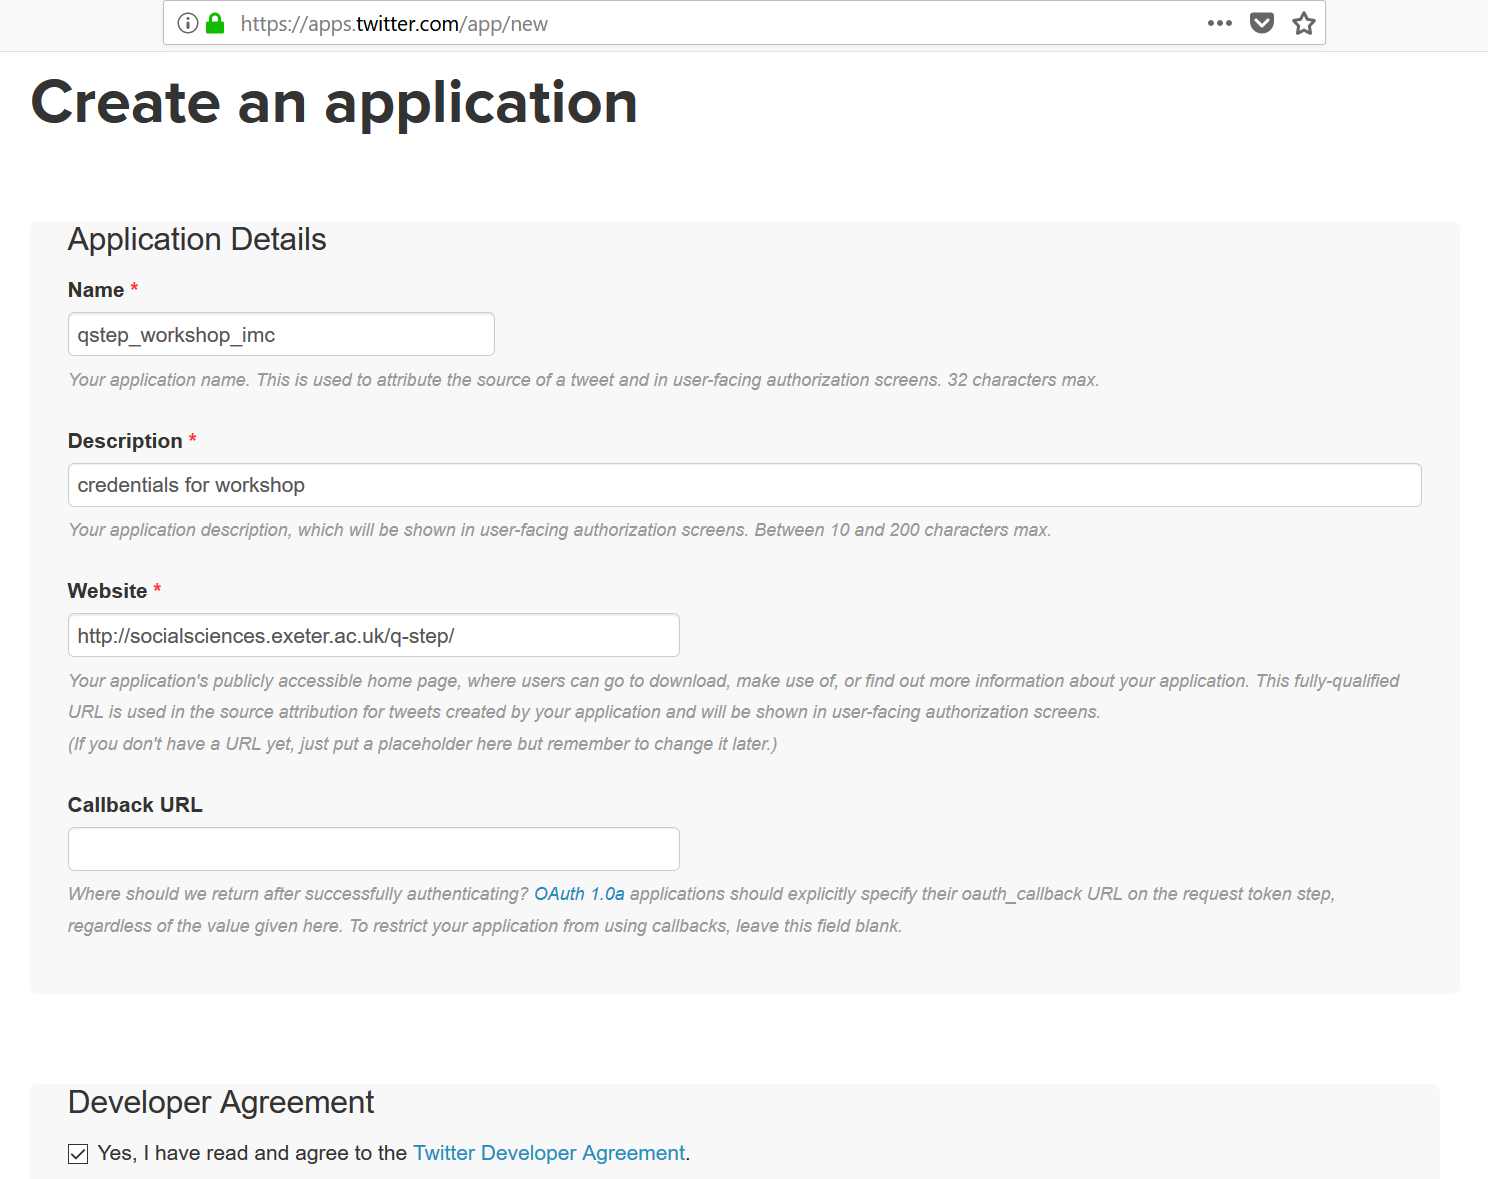 https://apps.twitter.com/app/new
Create an application
Application Details
Name *
qstep_workshop_imc
Your application name. This is used to attribute the source of a tweet and in user-facing authorization screens. 32 characters max.
Description *
credentials for workshop
Your application description, which will be shown in user-facing authorization screens. Between 10 and 200 characters max.
Website *
http://socialsciences.exeter.ac.uk/q-step/
Your application's publicly accessible home page, where users can go to download, make use of, or find out more information about your application. This fully-qualified
URL is used in the source attribution for tweets created by your application and will be shown in user-facing authorization screens.
(If you don't have a URL yet, just put a placeholder here but remember to change it later.)
Callback URL
Where should we return after successfully authenticating? OAuth 1.0a applications should explicitly specify their oauth_callback URL on the request token step,
regardless of the value given here. To restrict your application from using callbacks, leave this field blank.
Developer Agreement
Yes, I have read and agree to the Twitter Developer Agreement.